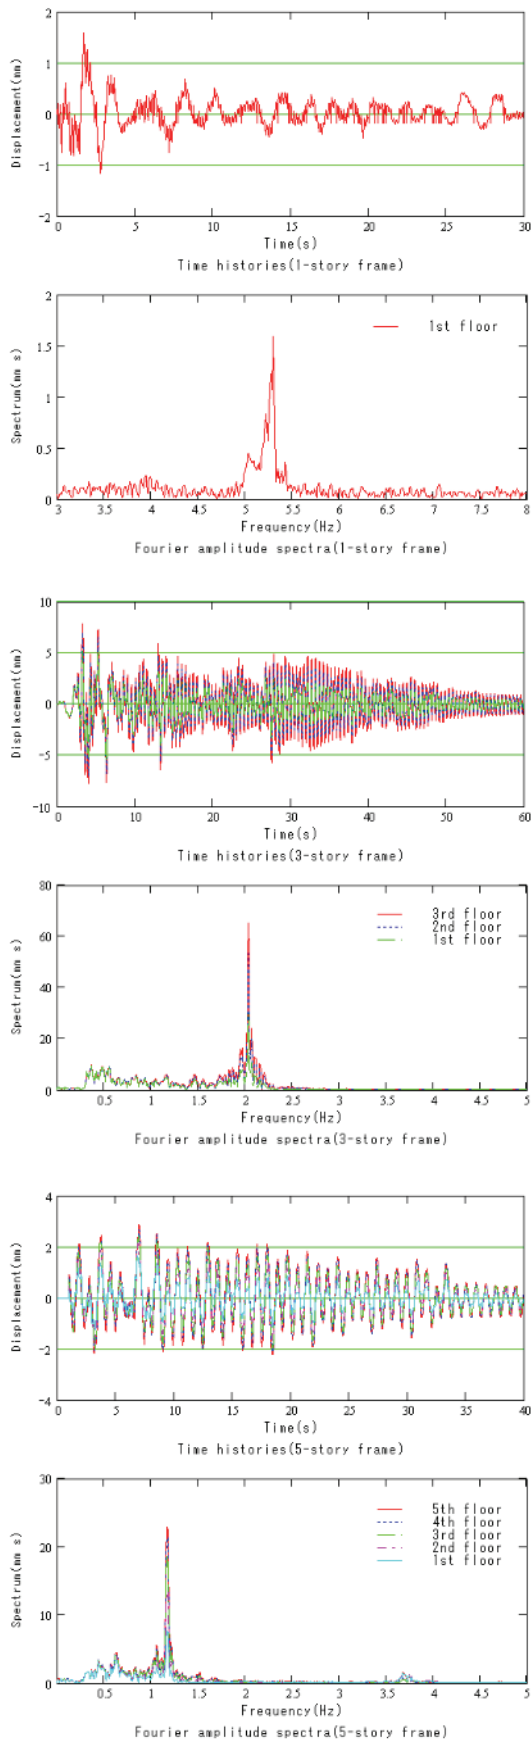 2
1
0
-1
-2
Displacement(mm)
0 5 10 15 20 25 30
Time(s)
Time histories(1-story frame)
2
1.5
1
0.5
0
Spectrum(mm s)
1st floor
3 3.5 4 4.5 5 5.5 6 6.5 7 7.5 8
Frequency(Hz)
Fourier amplitude spectra(1-story frame)
10
5
0
-5
-10
Displacement(mm)
0 10 20 30 40 50 60
Time(s)
Time histories(3-story frame)
80
60
40
20
0
Spectrum(mm s)
3rd floor
2nd floor
1st floor
0.5 1 1.5 2 2.5 3 3.5 4 4.5 5
Frequency(Hz)
Fourier amplitude spectra(3-story frame)
4
2
0
-2
-4
Displacement(mm)
0 5 10 15 20 25 30 35 40
Time(s)
Time histories(5-story frame)
30
20
10
0
Spectrum(mm s)
5th floor
4th floor
3rd floor
2nd floor
1st floor
0.5 1 1.5 2 2.5 3 3.5 4 4.5 5
Frequency(Hz)
Fourier amplitude spectra(5-story frame)